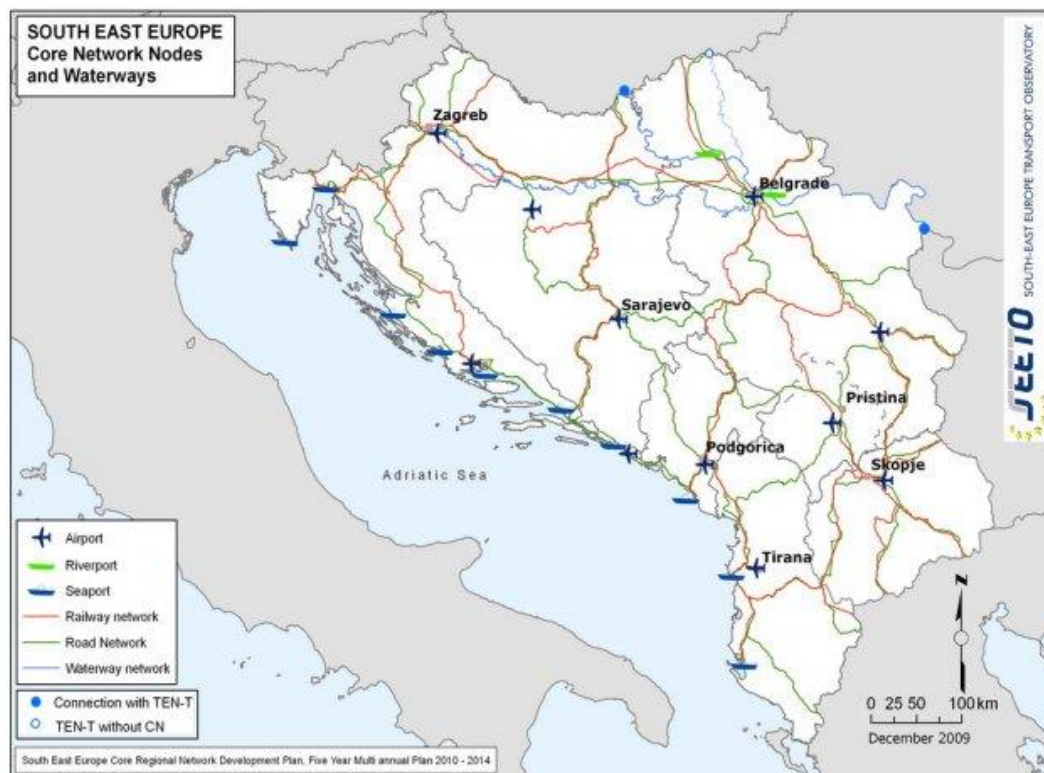 SOUTH EAST EUROPE
Core Network Nodes
and Waterways
SOUTH-EAST EUROPE TRANSPORT OBSERVATORY
SEETO
Zagreb
Belgrade
Sarajevo
Pristina
Podgorica
Skopje
Adriatic Sea
Tirana
Airport
Riverport
Seaport
Railway network
Road Network
Waterway network
Connection with TEN-T
TEN-T without CN
N
0 25 50 100 km
December 2009
South East Europe Core Regional Network Development Plan, Five Year Multi annual Plan 2010 - 2014